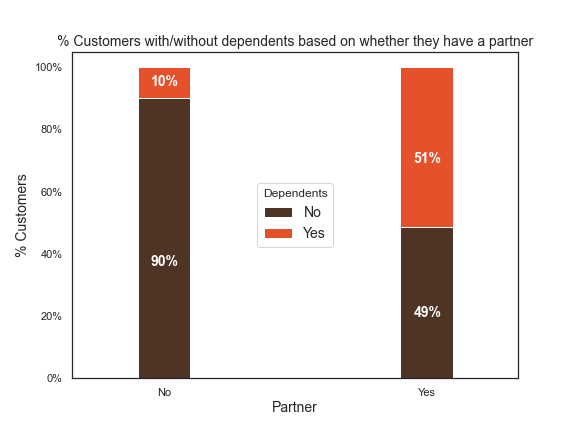 % Customers with/without dependents based on whether they have a partner
100%
80%
60%
40%
20%
0%
% Customers
10%
90%
51%
49%
Dependents
No
Yes
No
Yes
Partner